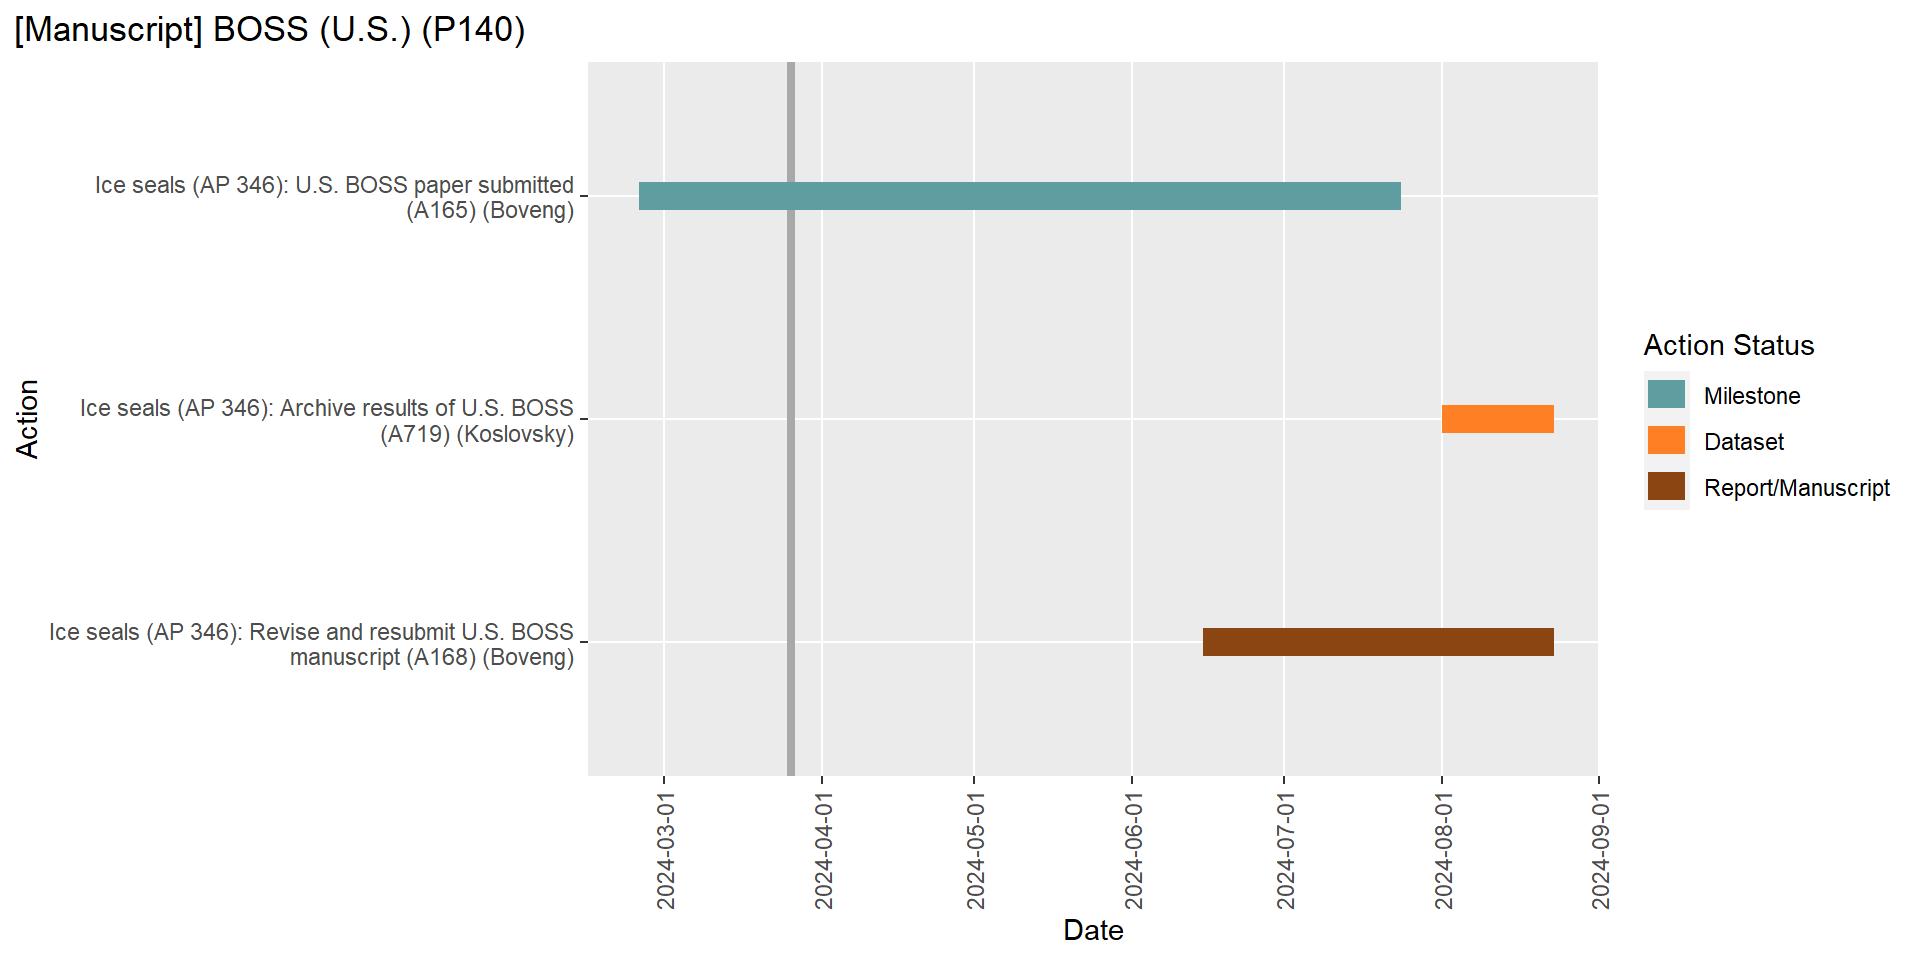 [Manuscript] BOSS (U.S.) (P140)
Action
Ice seals (AP 346): U.S. BOSS paper submitted
(A165) (Boveng)
Ice seals (AP 346): Archive results of U.S. BOSS
(A719) (Koslovsky)
Ice seals (AP 346): Revise and resubmit U.S. BOSS
manuscript (A168) (Boveng)
2024-03-01
2024-04-01
2024-05-01
2024-06-01
2024-07-01
2024-08-01
2024-09-01
Date
Action Status
Milestone
Dataset
Report/Manuscript